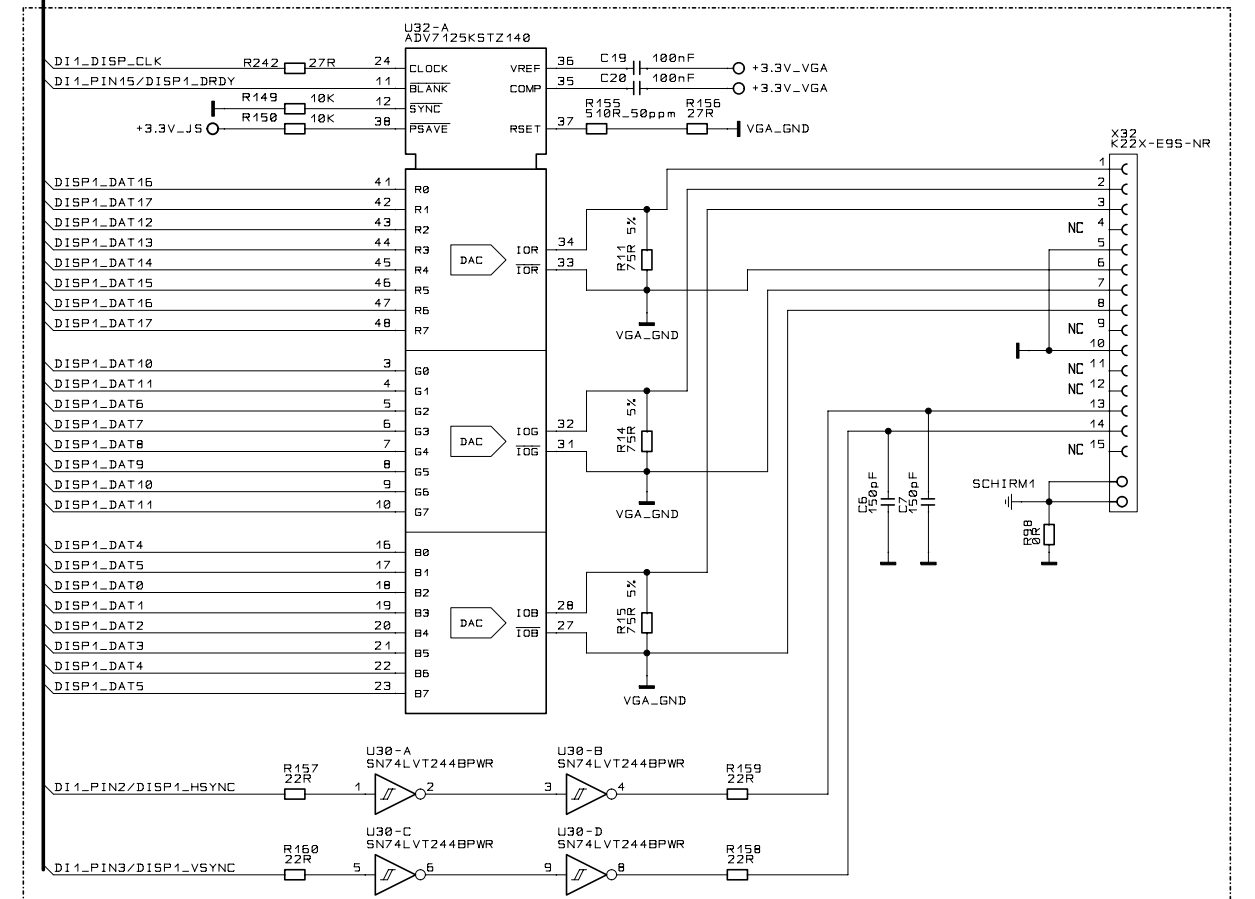 U32-A
ADV7125KSTZ140
DI1_DISP_CLK R242 27R 24 CLOCK VREF 36 C19 100nF +3.3V_VGA
DI1_PIN15/DISP1_DRDY 11 BLANK COMP 35 C20 100nF +3.3V_VGA
R149 10K 12 SYNC
+3.3V_JS R150 10K 38 PSAVE RSET 37 R155 510R_50ppm R156 27R VGA_GND
X32
K22X-E9S-NR
DISP1_DAT16 41 R0
DISP1_DAT17 42 R1
DISP1_DAT12 43 R2
DISP1_DAT13 44 R3
DISP1_DAT14 45 R4
DISP1_DAT15 46 R5
DISP1_DAT16 47 R6
DISP1_DAT17 48 R7
DAC
IOR 34
IOR 33
R11
75R 5%
VGA_GND
DISP1_DAT10 3 G0
DISP1_DAT11 4 G1
DISP1_DAT6 5 G2
DISP1_DAT7 6 G3
DISP1_DAT8 7 G4
DISP1_DAT9 8 G5
DISP1_DAT10 9 G6
DISP1_DAT11 10 G7
DAC
IOG 32
IOG 31
R14
75R 5%
VGA_GND
DISP1_DAT4 16 B0
DISP1_DAT5 17 B1
DISP1_DAT0 18 B2
DISP1_DAT1 19 B3
DISP1_DAT2 20 B4
DISP1_DAT3 21 B5
DISP1_DAT4 22 B6
DISP1_DAT5 23 B7
DAC
IOB 28
IOB 27
R15
75R 5%
VGA_GND
1
2
3
NC 4
5
6
7
8
NC 9
10
NC 11
NC 12
13
14
NC 15
SCHIRM1
C6
150pF
C7
150pF
R98
0R
U30-A
SN74LVT244BPWR
U30-B
SN74LVT244BPWR
R157
22R
R159
22R
DI1_PIN2/DISP1_HSYNC 1 2 3 4
U30-C
SN74LVT244BPWR
U30-D
SN74LVT244BPWR
R160
22R
R158
22R
DI1_PIN3/DISP1_VSYNC 5 6 9 8